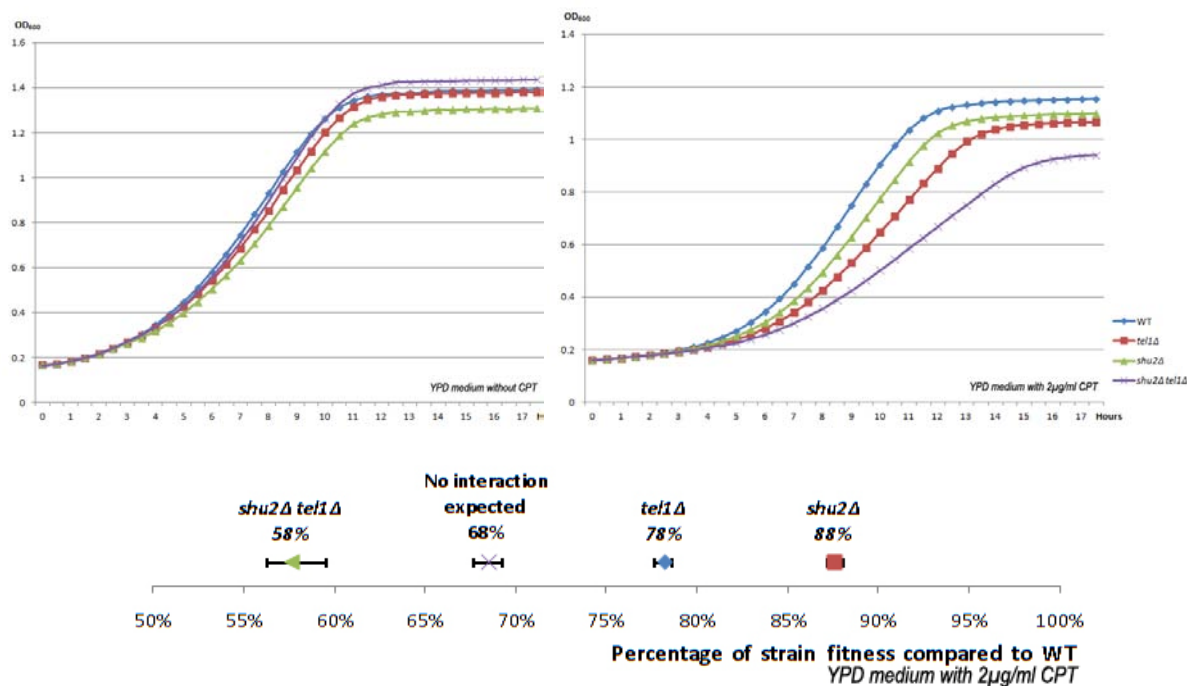 OD600
1.6
1.4
1.2
1
0.8
0.6
0.4
0.2
0
0 1 2 3 4 5 6 7 8 9 10 11 12 13 14 15 16 17
YPD medium without CPT
OD600
1.4
1.2
1
0.8
0.6
0.4
0.2
0
0 1 2 3 4 5 6 7 8 9 10 11 12 13 14 15 16 17 Hours
YPD medium with 2µg/ml CPT
WT
tel1Δ
shu2Δ
shu2Δ tel1Δ
shu2Δ tel1Δ
58%
No interaction
expected
68%
tel1Δ
78%
shu2Δ
88%
50% 55% 60% 65% 70% 75% 80% 85% 90% 95% 100%
Percentage of strain fitness compared to WT
YPD medium with 2µg/ml CPT